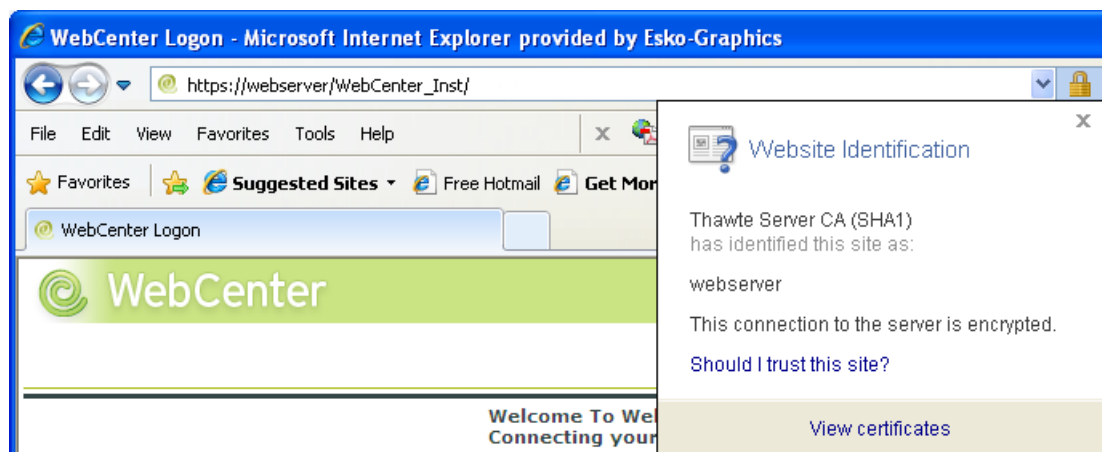 WebCenter Logon - Microsoft Internet Explorer provided by Esko-Graphics
https://webserver/WebCenter_Inst/
File Edit View Favorites Tools Help X
Favorites Suggested Sites Free Hotmail Get Mor
WebCenter Logon
WebCenter
Welcome To Wel
Connecting your
X
Website Identification
Thawte Server CA (SHA1)
has identified this site as:
webserver
This connection to the server is encrypted.
Should I trust this site?
View certificates